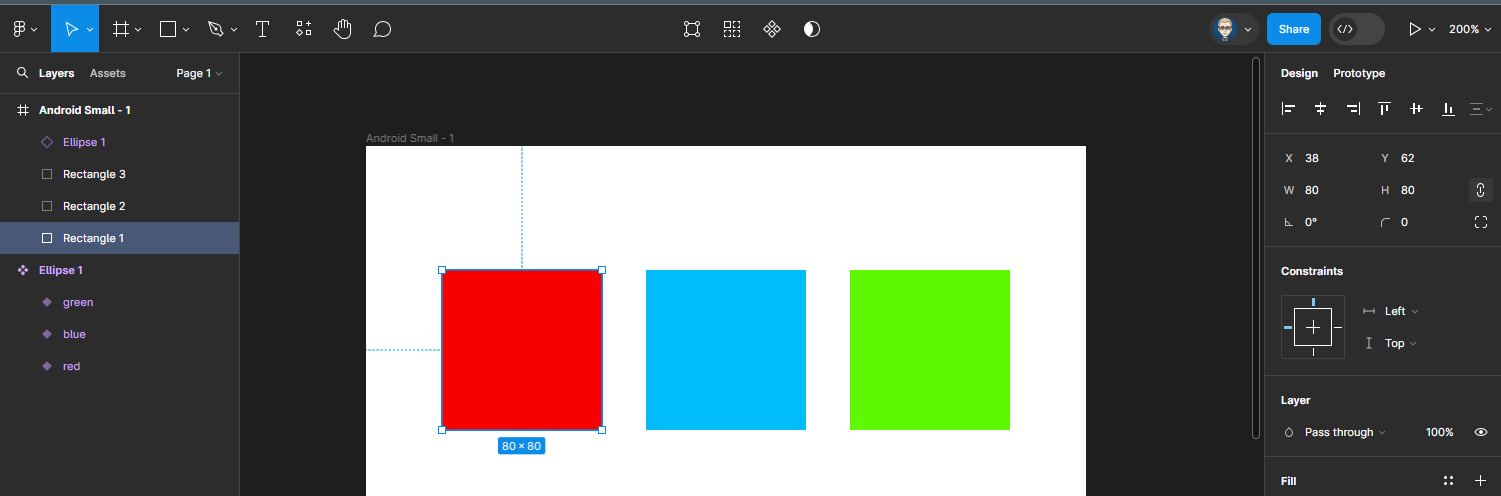 Share
200%
Layers Assets Page 1
Android Small - 1
Ellipse 1
Rectangle 3
Rectangle 2
Rectangle 1
Ellipse 1
green
blue
red
Android Small - 1
80 × 80
Design Prototype
X 38 Y 62
W 80 H 80
0° 0
Constraints
Left
Top
Layer
Pass through 100%
Fill